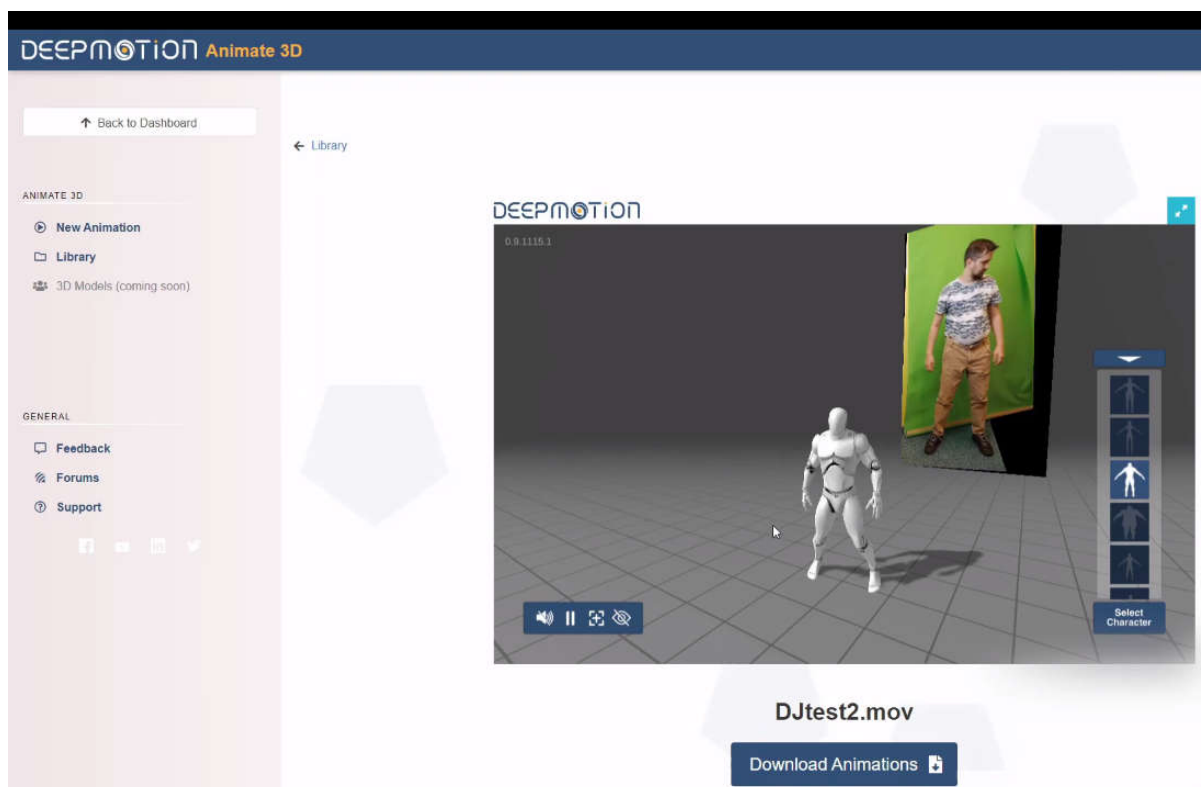 DEEPMOTION Animate 3D
Back to Dashboard
Library
ANIMATE 3D
New Animation
Library
3D Models (coming soon)
GENERAL
Feedback
Forums
Support
DEEPMOTION
0.9.1115.1
Select
Character
DJtest2.mov
Download Animations